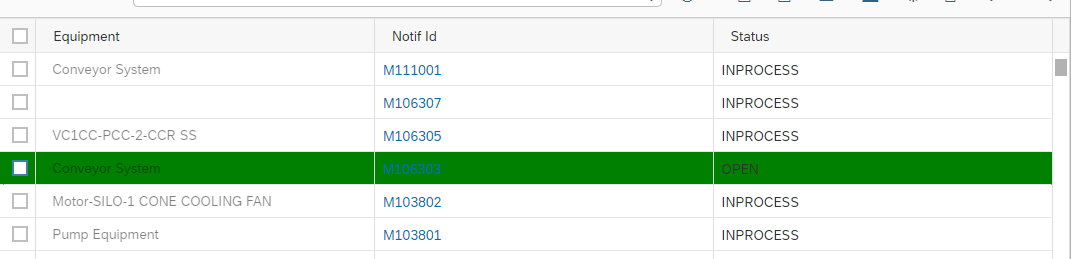 Equipment Notif Id Status
Conveyor System M111001 INPROCESS
M106307 INPROCESS
VC1CC-PCC-2-CCR SS M106305 INPROCESS
Conveyor System M106303 OPEN
Motor-SILO-1 CONE COOLING FAN M103802 INPROCESS
Pump Equipment M103801 INPROCESS